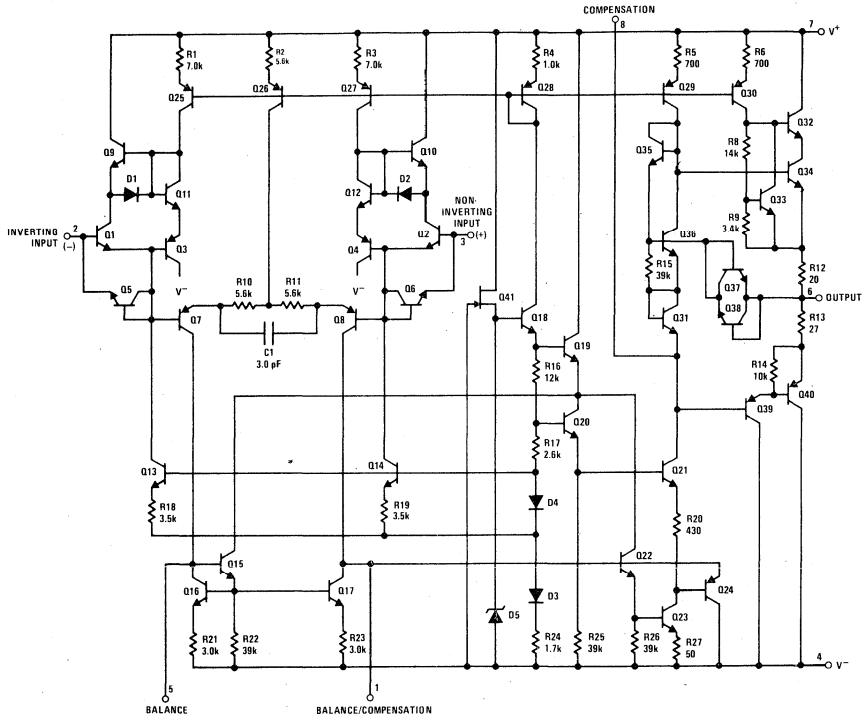 COMPENSATION
8
7
V+
R1
7.0k
R2
5.6k
R3
7.0k
R4
1.0k
R5
700
R6
700
Q25
Q26
Q27
Q28
Q29
Q30
Q32
Q9
Q10
Q35
R8
14k
Q34
D1
D2
Q11
Q12
Q33
NON-
INVERTING
INPUT
(+)
3
R9
3.4k
INVERTING
INPUT
(–)
2
Q1
Q3
Q4
Q2
Q36
V–
V–
R15
39k
Q37
Q38
R12
20
6
OUTPUT
Q5
Q6
R10
5.6k
R11
5.6k
Q41
Q7
Q8
Q18
Q31
R13
27
C1
3.0 pF
R16
12k
Q19
R14
10k
Q20
Q39
Q40
R17
2.6k
Q13
Q14
Q21
R18
3.5k
R19
3.5k
D4
R20
430
Q15
Q22
Q24
Q16
Q17
D3
Q23
D5
R21
3.0k
R22
39k
R23
3.0k
R24
1.7k
R25
39k
R26
39k
R27
50
4
V–
5
BALANCE
1
BALANCE/COMPENSATION